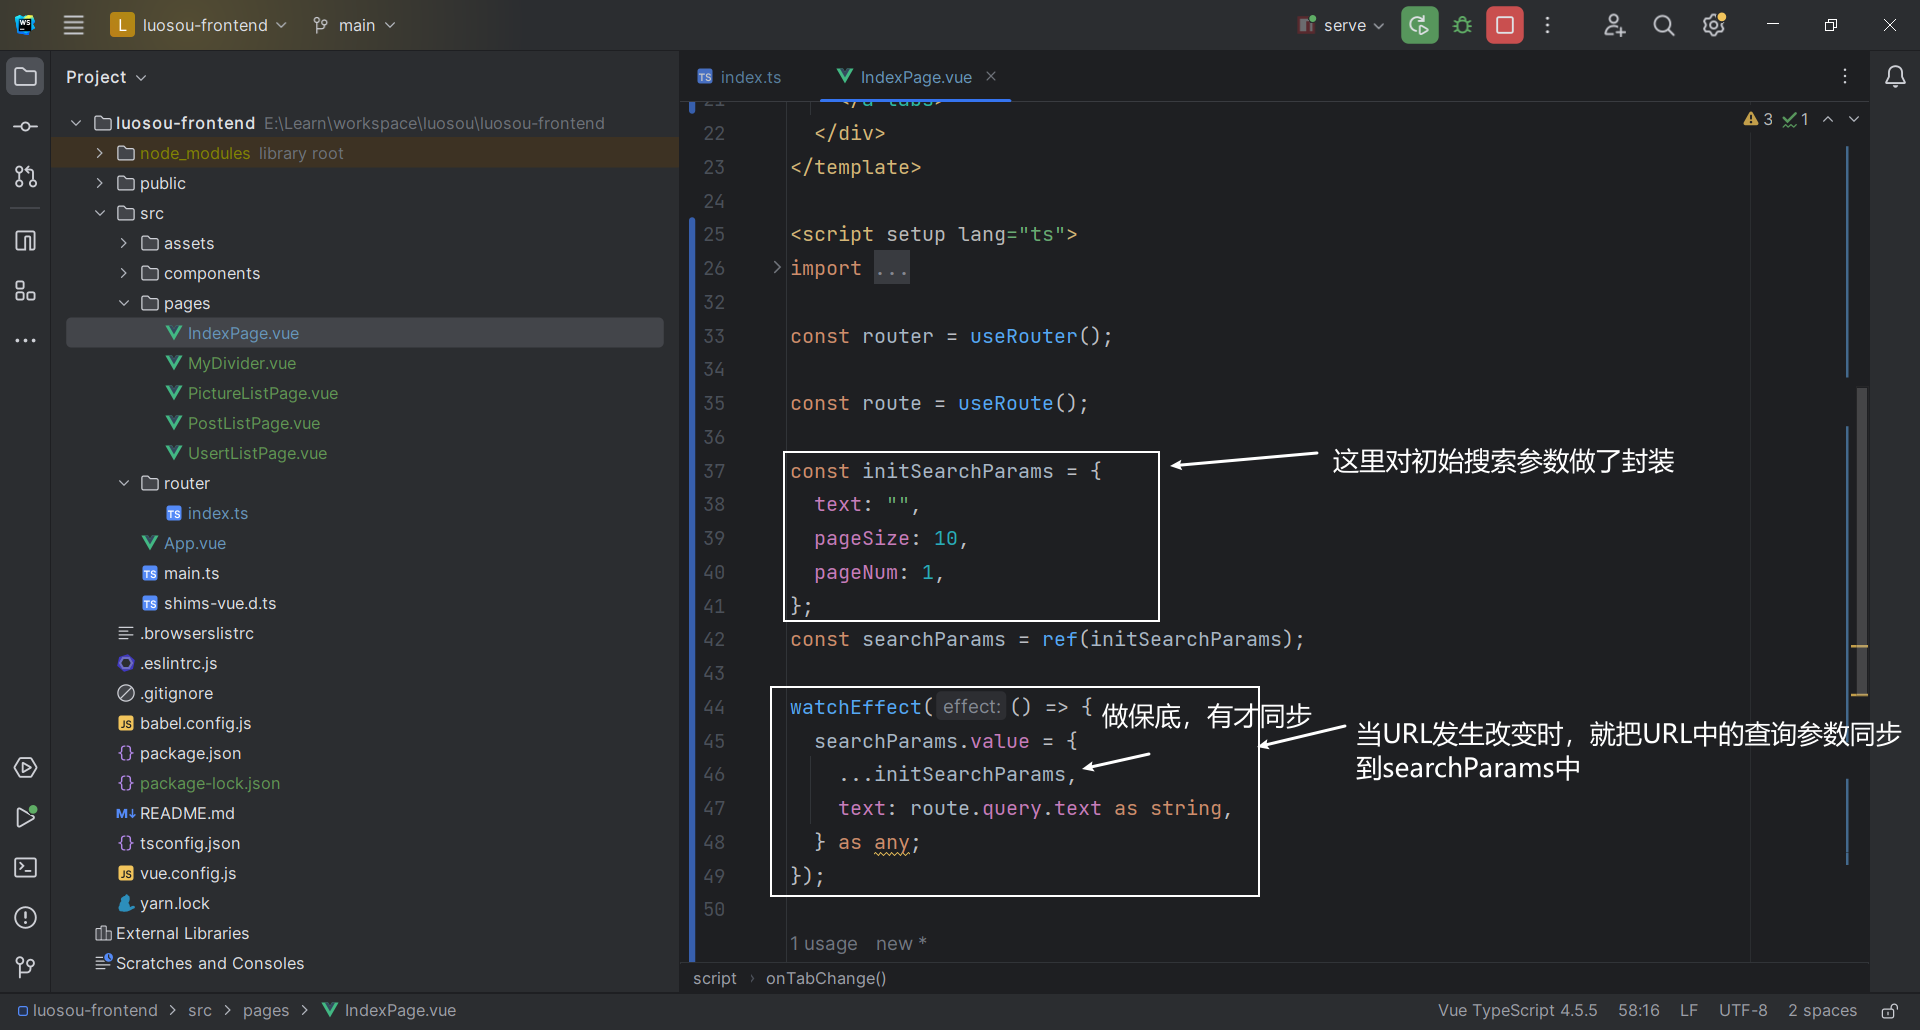 L luosou-frontend main serve
Project
luosou-frontend E:\Learn\workspace\luosou\luosou-frontend
node_modules library root
public
src
assets
components
pages
IndexPage.vue
MyDivider.vue
PictureListPage.vue
PostListPage.vue
UsertListPage.vue
router
index.ts
App.vue
main.ts
shims-vue.d.ts
.browserslistrc
.eslintrc.js
.gitignore
babel.config.js
package.json
package-lock.json
README.md
tsconfig.json
vue.config.js
yarn.lock
External Libraries
Scratches and Consoles
index.ts IndexPage.vue
3 1
21 </a-tabs>
22 </div>
23 </template>
24
25 <script setup lang="ts">
26 import ...
32
33 const router = useRouter();
34
35 const route = useRoute();
36
37 const initSearchParams = {
38 text: "",
39 pageSize: 10,
40 pageNum: 1,
41 };
42 const searchParams = ref(initSearchParams);
43
44 watchEffect( effect: () => {
45 searchParams.value = {
46 ...initSearchParams,
47 text: route.query.text as string,
48 } as any;
49 });
50
1 usage new *
这里对初始搜索参数做了封装
做保底，有才同步
当URL发生改变时，就把URL中的查询参数同步
到searchParams中
script › onTabChange()
luosou-frontend > src > pages > IndexPage.vue
Vue TypeScript 4.5.5 58:16 LF UTF-8 2 spaces